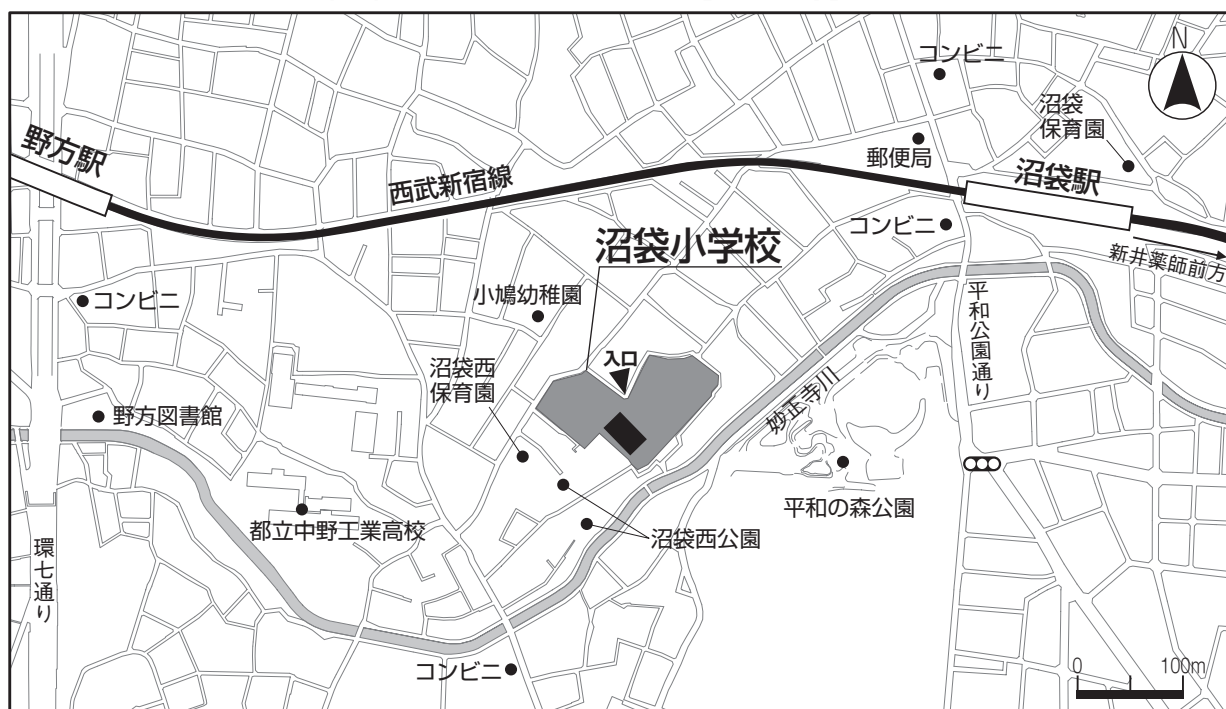 N
コンビニ
沼袋
保育園
郵便局
野方駅
西武新宿線
沼袋駅
コンビニ
新井薬師前方
沼袋小学校
小鳩幼稚園
コンビニ
入口
平和公園通り
沼袋西
保育園
妙正寺川
野方図書館
平和の森公園
都立中野工業高校
沼袋西公園
環七通り
コンビニ
0 100m